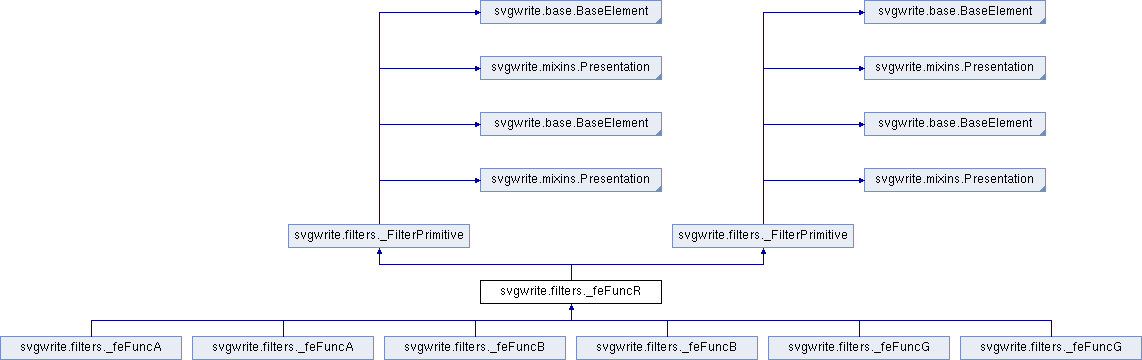 svgwrite.base.BaseElement
svgwrite.base.BaseElement
svgwrite.mixins.Presentation
svgwrite.mixins.Presentation
svgwrite.base.BaseElement
svgwrite.base.BaseElement
svgwrite.mixins.Presentation
svgwrite.mixins.Presentation
svgwrite.filters._FilterPrimitive
svgwrite.filters._FilterPrimitive
svgwrite.filters._feFuncR
svgwrite.filters._feFuncA
svgwrite.filters._feFuncA
svgwrite.filters._feFuncB
svgwrite.filters._feFuncB
svgwrite.filters._feFuncG
svgwrite.filters._feFuncG